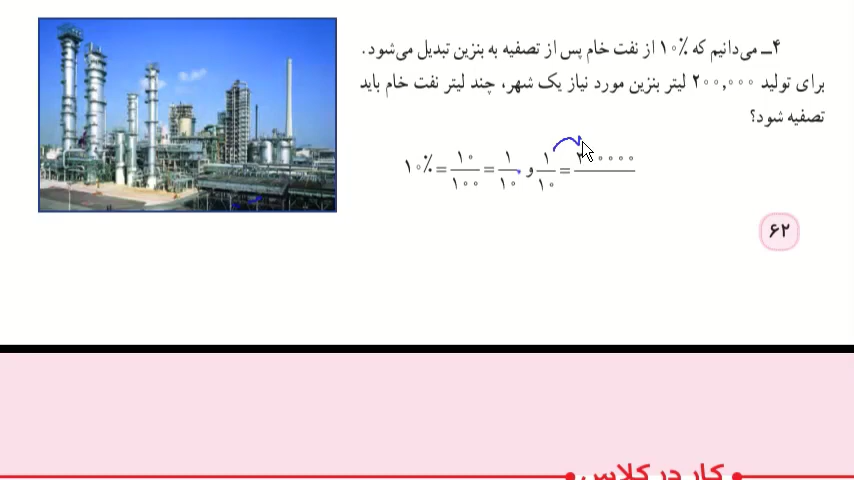 ۴ــ می‌دانیم که ۱۰٪ از نفت خام پس از تصفیه به بنزین تبدیل می‌شود.
برای تولید ۲۰۰,۰۰۰ لیتر بنزین مورد نیاز یک شهر، چند لیتر نفت خام باید
تصفیه شود؟
۱۰٪ = ۱۰/۱۰۰ = ۱/۱۰ و ۱/۱۰ = ۲۰۰۰۰۰/
۶۲
کار در کلاس